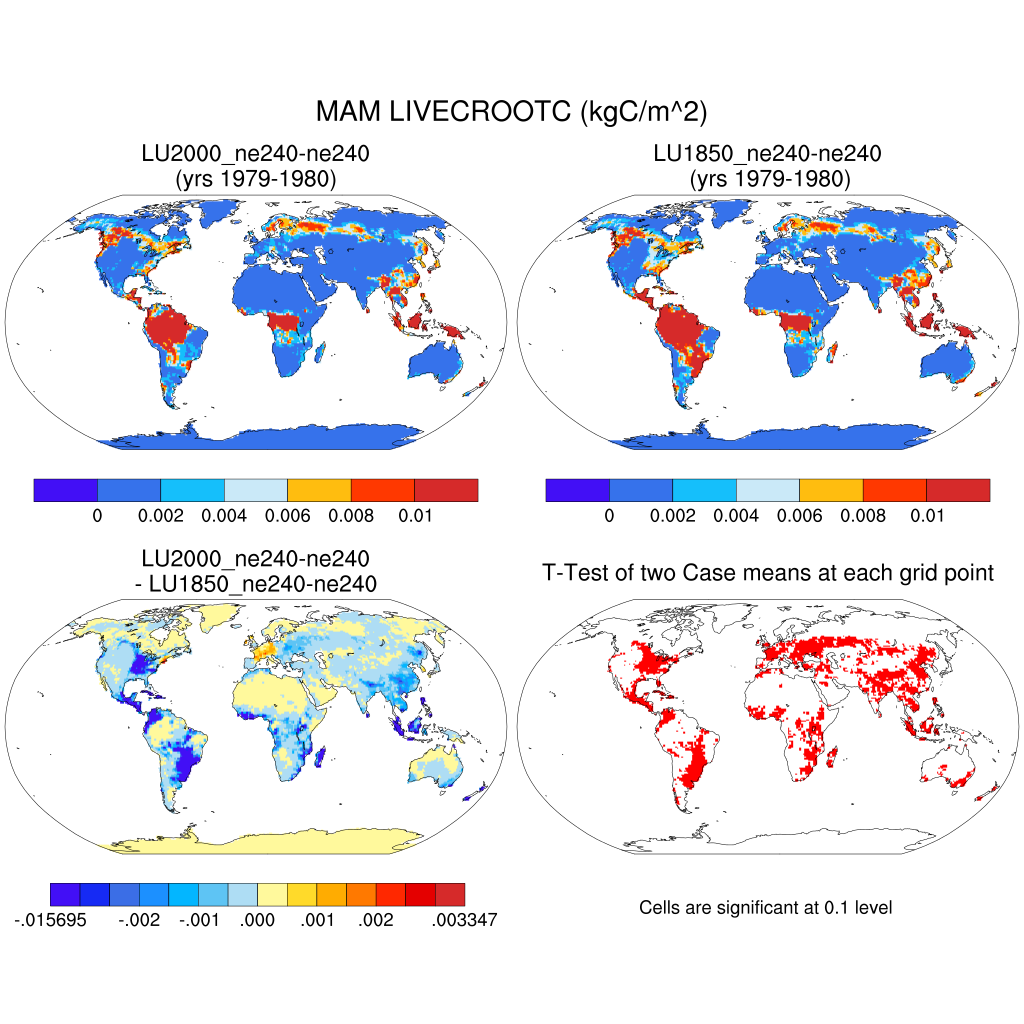 MAM LIVECROOTC (kgC/m^2)
LU2000_ne240-ne240
(yrs 1979-1980)
LU1850_ne240-ne240
(yrs 1979-1980)
0 0.002 0.004 0.006 0.008 0.01
0 0.002 0.004 0.006 0.008 0.01
LU2000_ne240-ne240
- LU1850_ne240-ne240
T-Test of two Case means at each grid point
-.015695 -.002 -.001 .000 .001 .002 .003347
Cells are significant at 0.1 level